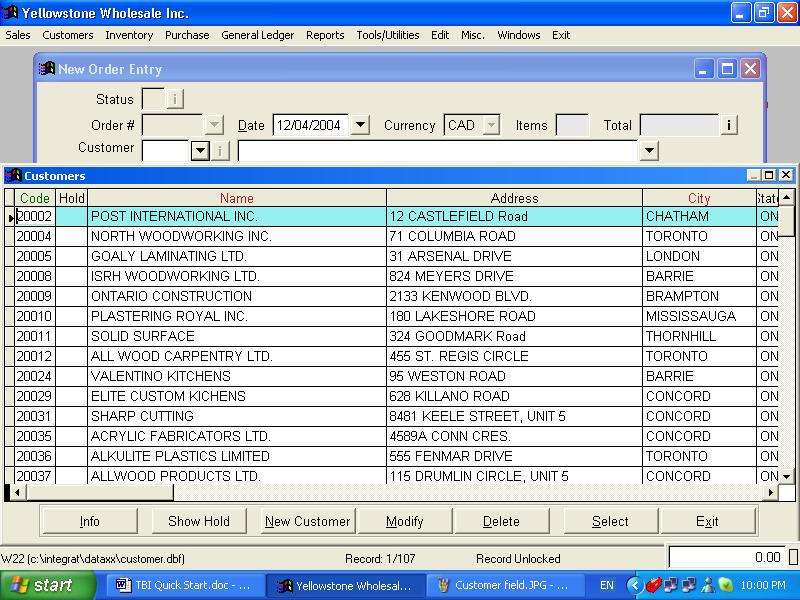 Yellowstone Wholesale Inc.
Sales Customers Inventory Purchase General Ledger Reports Tools/Utilities Edit Misc. Windows Exit
New Order Entry
Status i
Order # Date 12/04/2004 Currency CAD Items Total i
Customer i
Customers
Code Hold Name Address City State
20002 POST INTERNATIONAL INC. 12 CASTLEFIELD Road CHATHAM ON
20004 NORTH WOODWORKING INC. 71 COLUMBIA ROAD TORONTO ON
20005 GOALY LAMINATING LTD. 31 ARSENAL DRIVE LONDON ON
20008 ISRH WOODWORKING LTD. 824 MEYERS DRIVE BARRIE ON
20009 ONTARIO CONSTRUCTION 2133 KENWOOD BLVD. BRAMPTON ON
20010 PLASTERING ROYAL INC. 180 LAKESHORE ROAD MISSISSAUGA ON
20011 SOLID SURFACE 324 GOODMARK Road THORNHILL ON
20012 ALL WOOD CARPENTRY LTD. 455 ST. REGIS CIRCLE TORONTO ON
20024 VALENTINO KITCHENS 95 WESTON ROAD BARRIE ON
20029 ELITE CUSTOM KICHENS 628 KILLANO ROAD CONCORD ON
20031 SHARP CUTTING 8481 KEELE STREET, UNIT 5 CONCORD ON
20035 ACRYLIC FABRICATORS LTD. 4589A CONN CRES. CONCORD ON
20036 ALKULITE PLASTICS LIMITED 555 FENMAR DRIVE TORONTO ON
20037 ALLWOOD PRODUCTS LTD. 115 DRUMLIN CIRCLE, UNIT 5 CONCORD ON
Info Show Hold New Customer Modify Delete Select Exit
W22 (c:\integrat\dataxx\customer.dbf) Record: 1/107 Record Unlocked 0.00
start TBI Quick Start.doc - ... Yellowstone Wholesal... Customer field.JPG - ... EN 10:00 PM